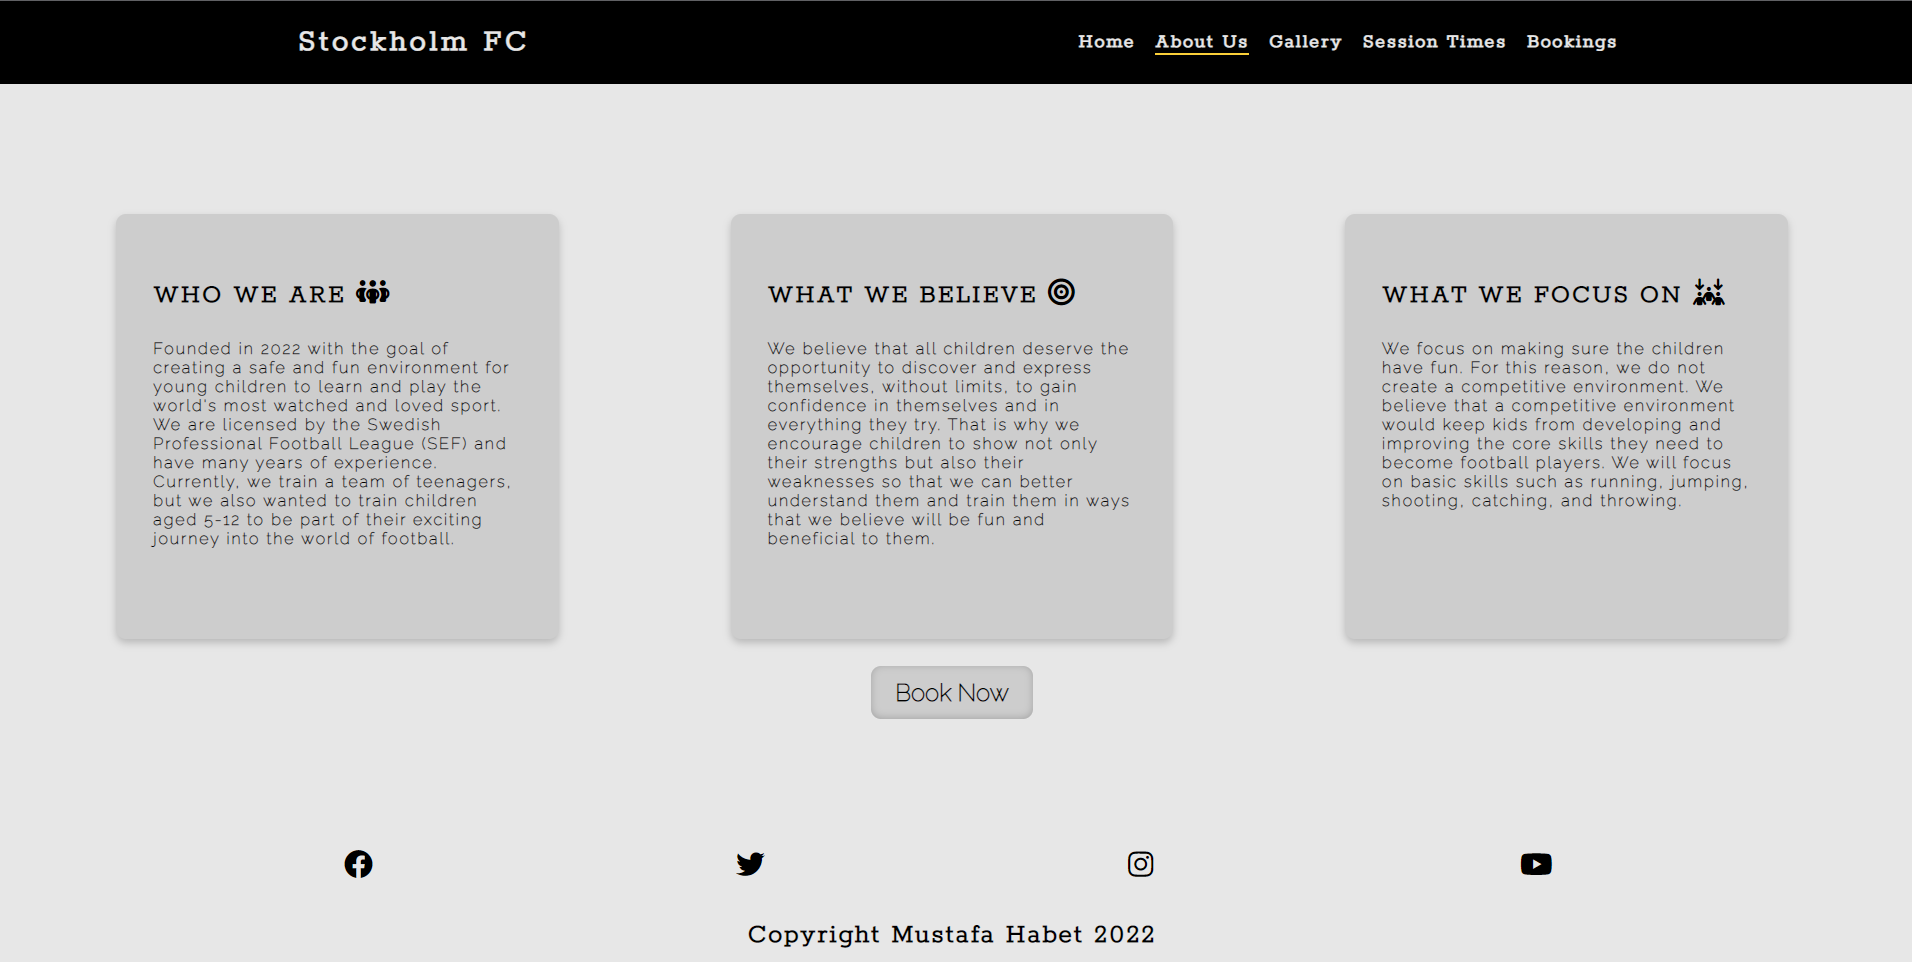 Stockholm FC
Home About Us Gallery Session Times Bookings
WHO WE ARE
Founded in 2022 with the goal of
creating a safe and fun environment for
young children to learn and play the
world's most watched and loved sport.
We are licensed by the Swedish
Professional Football League (SEF) and
have many years of experience.
Currently, we train a team of teenagers,
but we also wanted to train children
aged 5-12 to be part of their exciting
journey into the world of football.
WHAT WE BELIEVE
We believe that all children deserve the
opportunity to discover and express
themselves, without limits, to gain
confidence in themselves and in
everything they try. That is why we
encourage children to show not only
their strengths but also their
weaknesses so that we can better
understand them and train them in ways
that we believe will be fun and
beneficial to them.
WHAT WE FOCUS ON
We focus on making sure the children
have fun. For this reason, we do not
create a competitive environment. We
believe that a competitive environment
would keep kids from developing and
improving the core skills they need to
become football players. We will focus
on basic skills such as running, jumping,
shooting, catching, and throwing.
Book Now
Copyright Mustafa Habet 2022